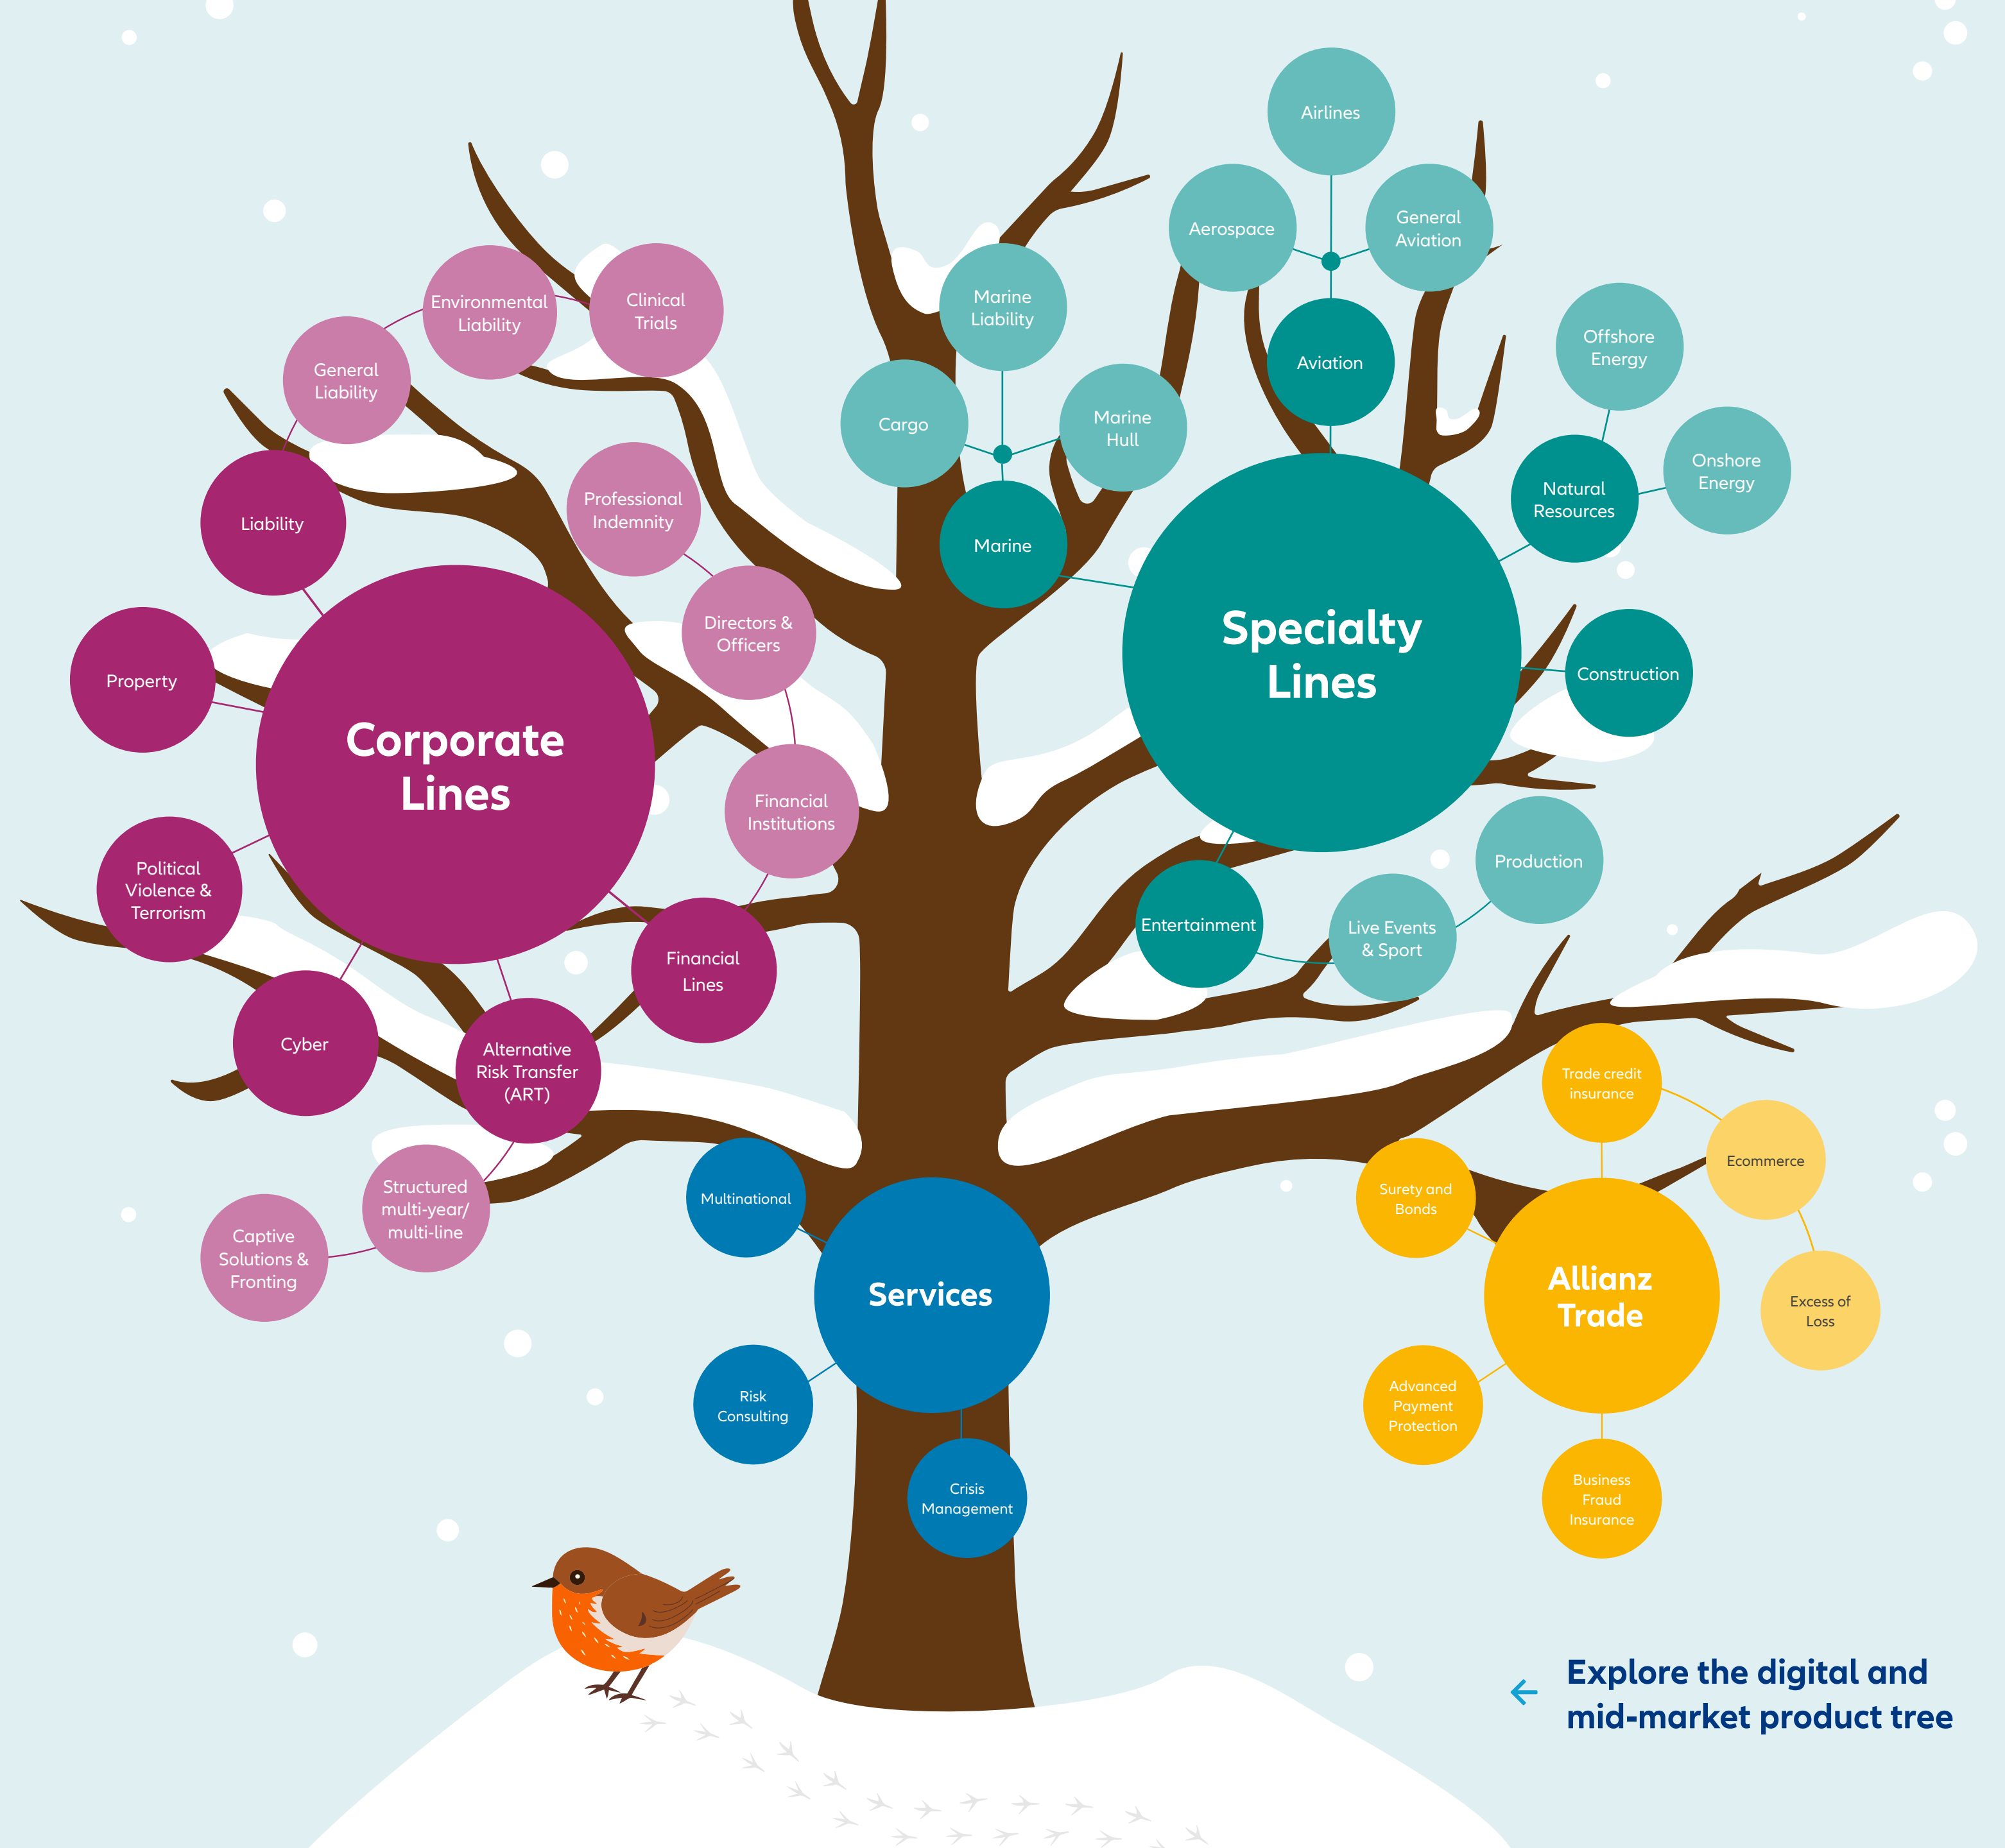 Airlines
Aerospace
General
Aviation
Aviation
Marine
Liability
Cargo
Marine
Hull
Marine
Offshore
Energy
Onshore
Energy
Natural
Resources
Specialty
Lines
Construction
Production
Live Events
& Sport
Entertainment
Clinical
Trials
Environmental
Liability
General
Liability
Liability
Professional
Indemnity
Directors &
Officers
Financial
Institutions
Financial
Lines
Property
Corporate
Lines
Political
Violence &
Terrorism
Cyber
Alternative
Risk Transfer
(ART)
Structured
multi-year/
multi-line
Captive
Solutions &
Fronting
Multinational
Services
Risk
Consulting
Crisis
Management
Trade credit
insurance
Ecommerce
Surety and
Bonds
Allianz
Trade
Excess of
Loss
Advanced
Payment
Protection
Business
Fraud
Insurance
Explore the digital and
mid-market product tree